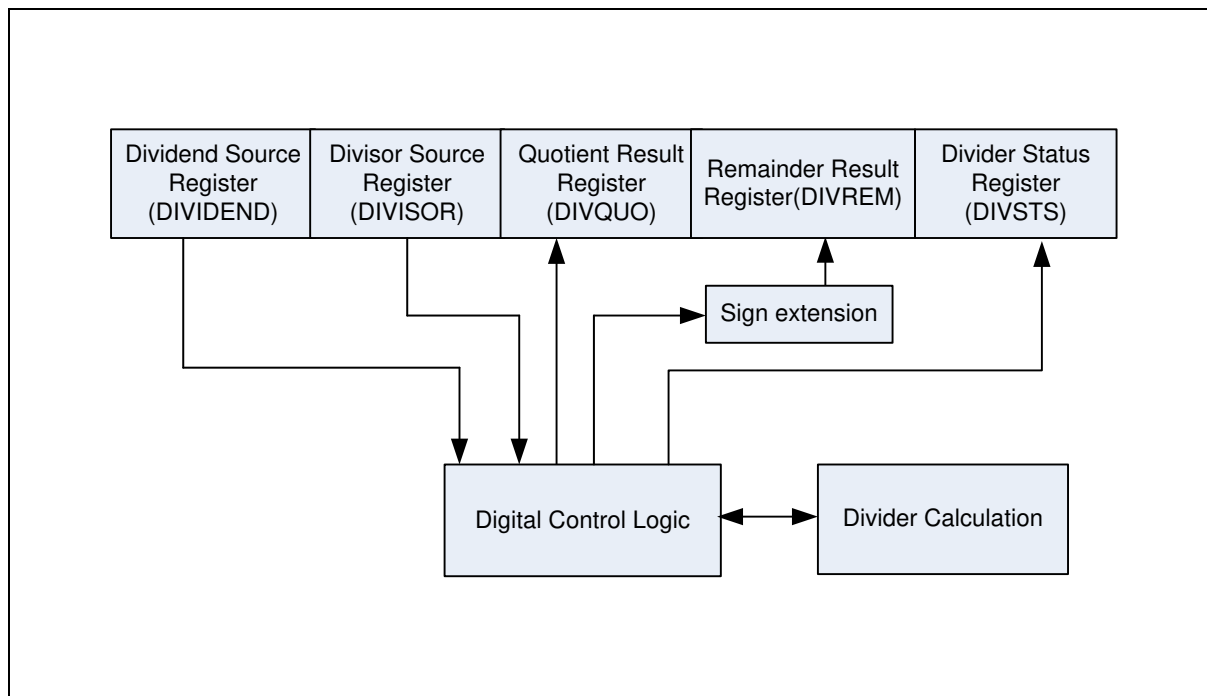 Dividend Source
Register
(DIVIDEND)
Divisor Source
Register
(DIVISOR)
Quotient Result
Register
(DIVQUO)
Remainder Result
Register(DIVREM)
Divider Status
Register
(DIVSTS)
Sign extension
Digital Control Logic
Divider Calculation